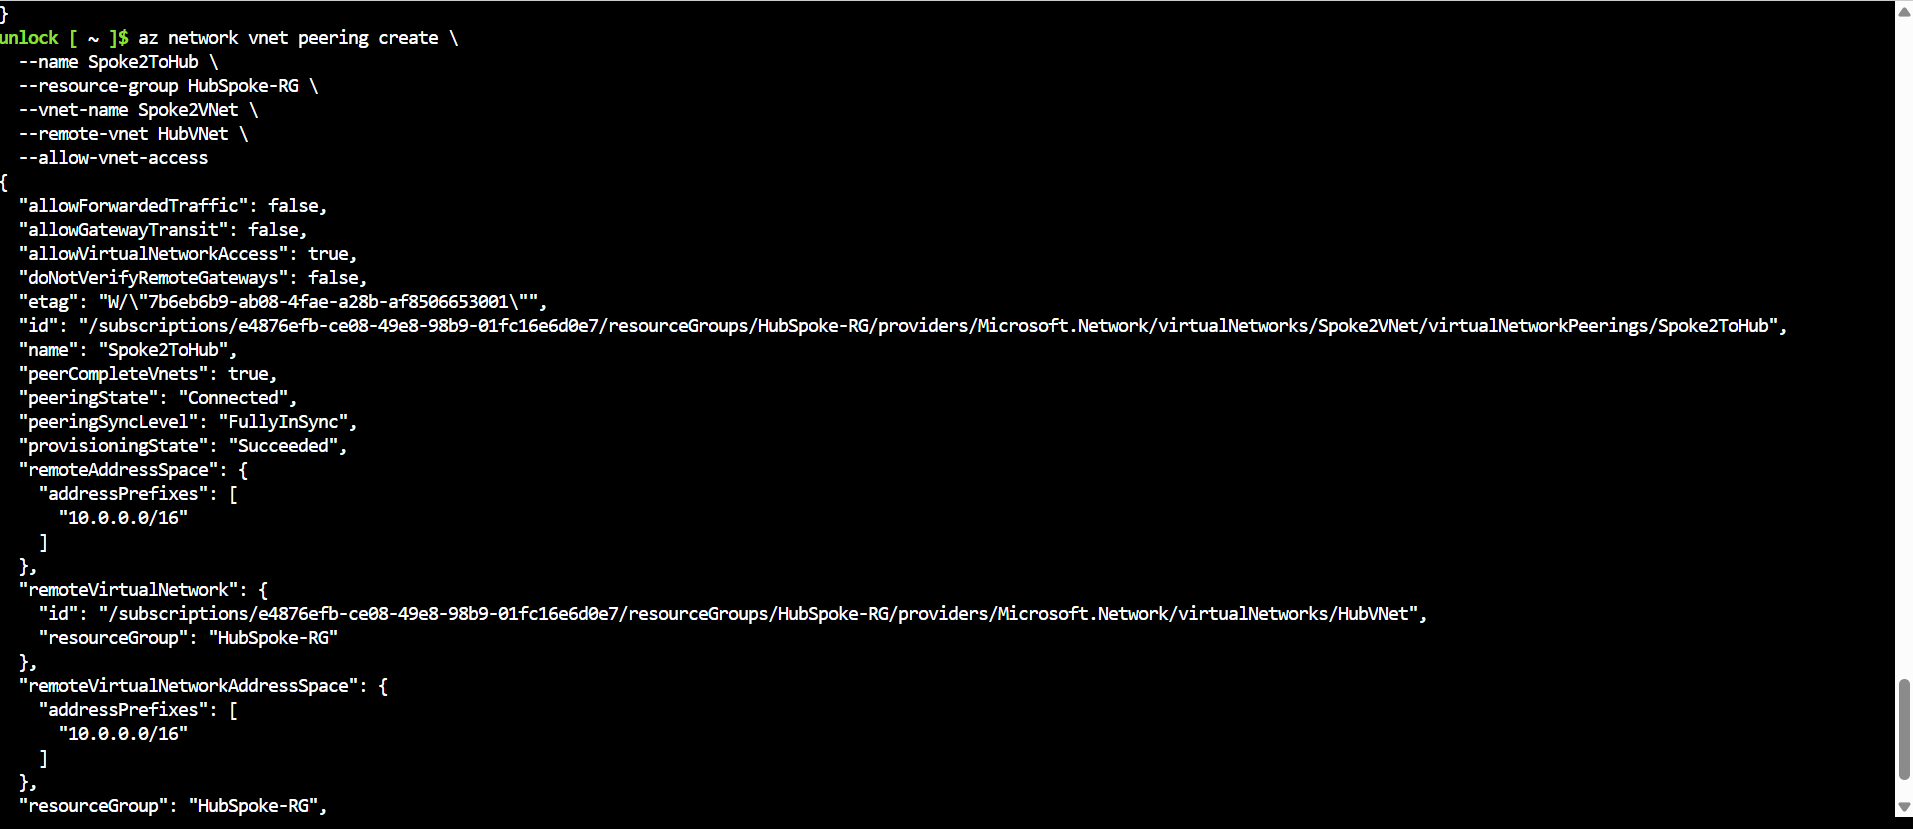 }
unlock [ ~ ]$ az network vnet peering create \
  --name Spoke2ToHub \
  --resource-group HubSpoke-RG \
  --vnet-name Spoke2VNet \
  --remote-vnet HubVNet \
  --allow-vnet-access
{
  "allowForwardedTraffic": false,
  "allowGatewayTransit": false,
  "allowVirtualNetworkAccess": true,
  "doNotVerifyRemoteGateways": false,
  "etag": "W/\"7b6eb6b9-ab08-4fae-a28b-af8506653001\"",
  "id": "/subscriptions/e4876efb-ce08-49e8-98b9-01fc16e6d0e7/resourceGroups/HubSpoke-RG/providers/Microsoft.Network/virtualNetworks/Spoke2VNet/virtualNetworkPeerings/Spoke2ToHub",
  "name": "Spoke2ToHub",
  "peerCompleteVnets": true,
  "peeringState": "Connected",
  "peeringSyncLevel": "FullyInSync",
  "provisioningState": "Succeeded",
  "remoteAddressSpace": {
    "addressPrefixes": [
      "10.0.0.0/16"
    ]
  },
  "remoteVirtualNetwork": {
    "id": "/subscriptions/e4876efb-ce08-49e8-98b9-01fc16e6d0e7/resourceGroups/HubSpoke-RG/providers/Microsoft.Network/virtualNetworks/HubVNet",
    "resourceGroup": "HubSpoke-RG"
  },
  "remoteVirtualNetworkAddressSpace": {
    "addressPrefixes": [
      "10.0.0.0/16"
    ]
  },
  "resourceGroup": "HubSpoke-RG",